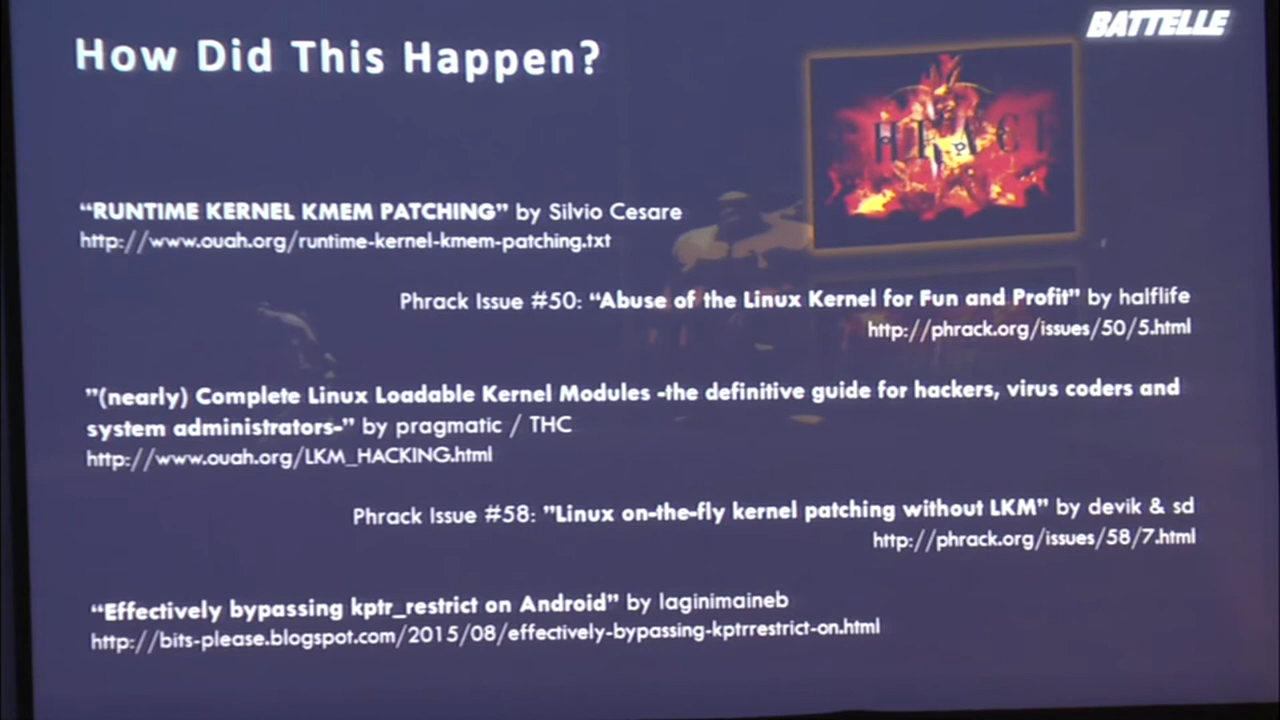 BATTELLE
How Did This Happen?
PHRACK
“RUNTIME KERNEL KMEM PATCHING” by Silvio Cesare
http://www.ouah.org/runtime-kernel-kmem-patching.txt
Phrack Issue #50: “Abuse of the Linux Kernel for Fun and Profit” by halflife
http://phrack.org/issues/50/5.html
”(nearly) Complete Linux Loadable Kernel Modules -the definitive guide for hackers, virus coders and
system administrators-” by pragmatic / THC
http://www.ouah.org/LKM_HACKING.html
Phrack Issue #58: ”Linux on-the-fly kernel patching without LKM” by devik & sd
http://phrack.org/issues/58/7.html
“Effectively bypassing kptr_restrict on Android” by laginimaineb
http://bits-please.blogspot.com/2015/08/effectively-bypassing-kptrrestrict-on.html